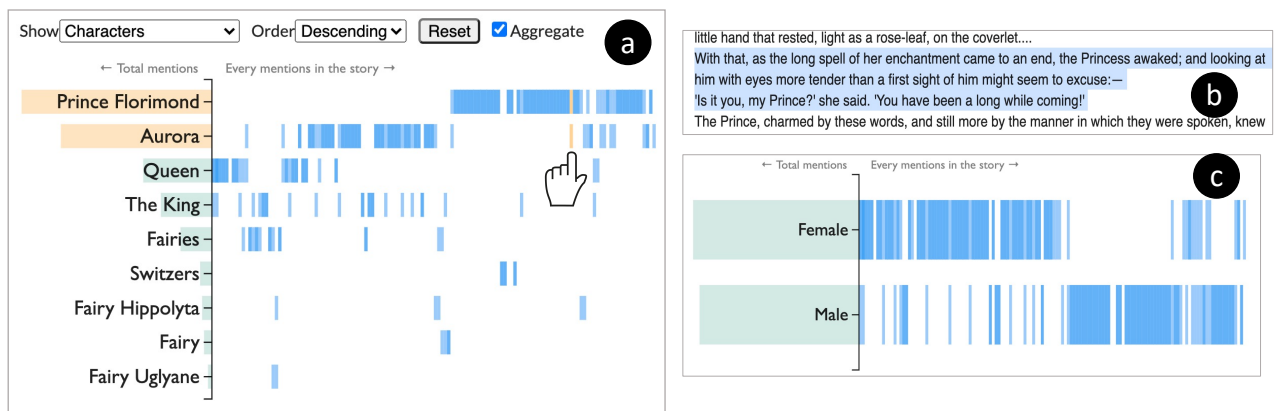 Show Characters Order Descending Reset Aggregate
a
← Total mentions Every mentions in the story →
Prince Florimond
Aurora
Queen
The King
Fairies
Switzers
Fairy Hippolyta
Fairy
Fairy Uglyane
little hand that rested, light as a rose-leaf, on the coverlet....
With that, as the long spell of her enchantment came to an end, the Princess awaked; and looking at
him with eyes more tender than a first sight of him might seem to excuse:—
'Is it you, my Prince?' she said. 'You have been a long while coming!'
The Prince, charmed by these words, and still more by the manner in which they were spoken, knew
b
← Total mentions Every mentions in the story →
c
Female
Male